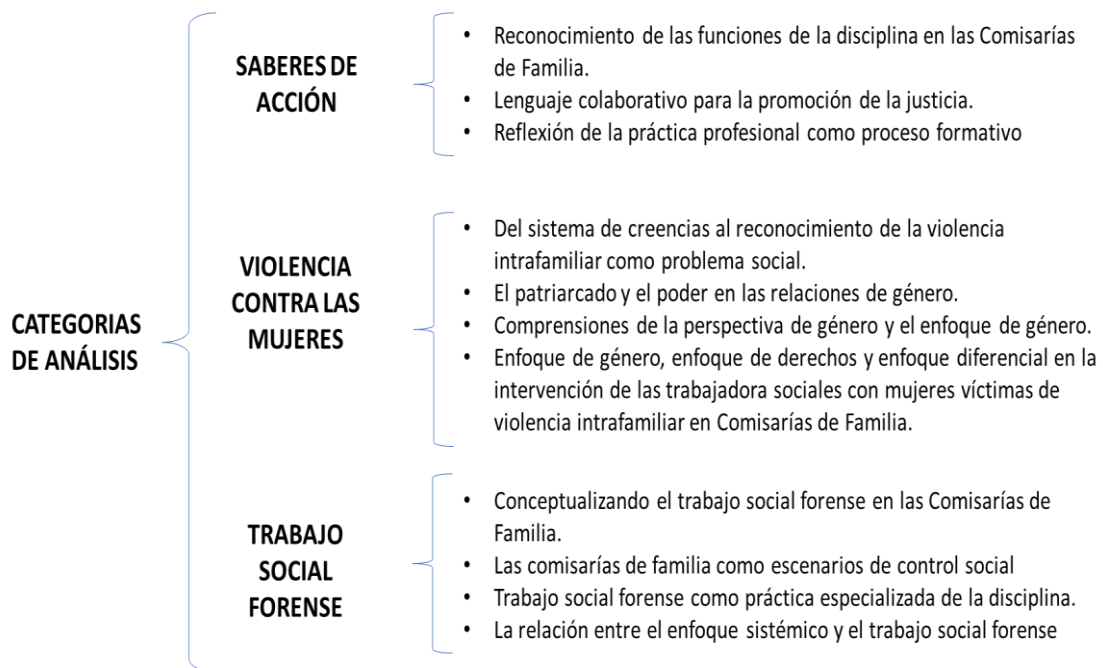 CATEGORIAS
DE ANÁLISIS
SABERES DE
ACCIÓN
• Reconocimiento de las funciones de la disciplina en las Comisarías
de Familia.
• Lenguaje colaborativo para la promoción de la justicia.
• Reflexión de la práctica profesional como proceso formativo
VIOLENCIA
CONTRA LAS
MUJERES
• Del sistema de creencias al reconocimiento de la violencia
intrafamiliar como problema social.
• El patriarcado y el poder en las relaciones de género.
• Comprensiones de la perspectiva de género y el enfoque de género.
• Enfoque de género, enfoque de derechos y enfoque diferencial en la
intervención de las trabajadora sociales con mujeres víctimas de
violencia intrafamiliar en Comisarías de Familia.
TRABAJO
SOCIAL
FORENSE
• Conceptualizando el trabajo social forense en las Comisarías de
Familia.
• Las comisarías de familia como escenarios de control social
• Trabajo social forense como práctica especializada de la disciplina.
• La relación entre el enfoque sistémico y el trabajo social forense